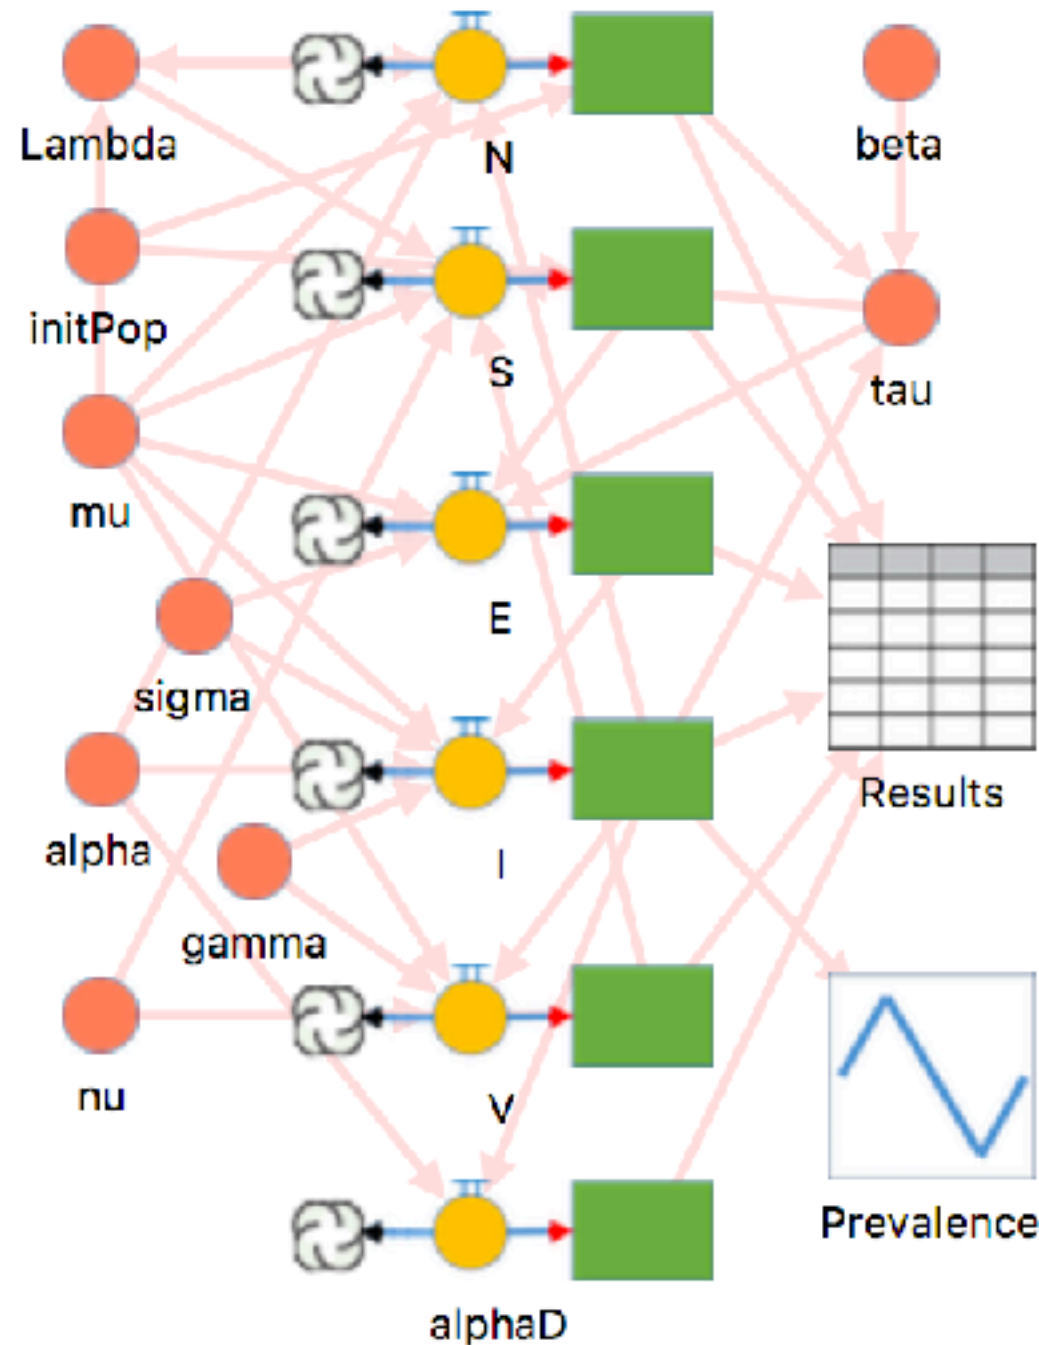 Lambda
N
beta
initPop
S
tau
mu
E
sigma
Results
alpha
I
gamma
nu
V
Prevalence
alphaD